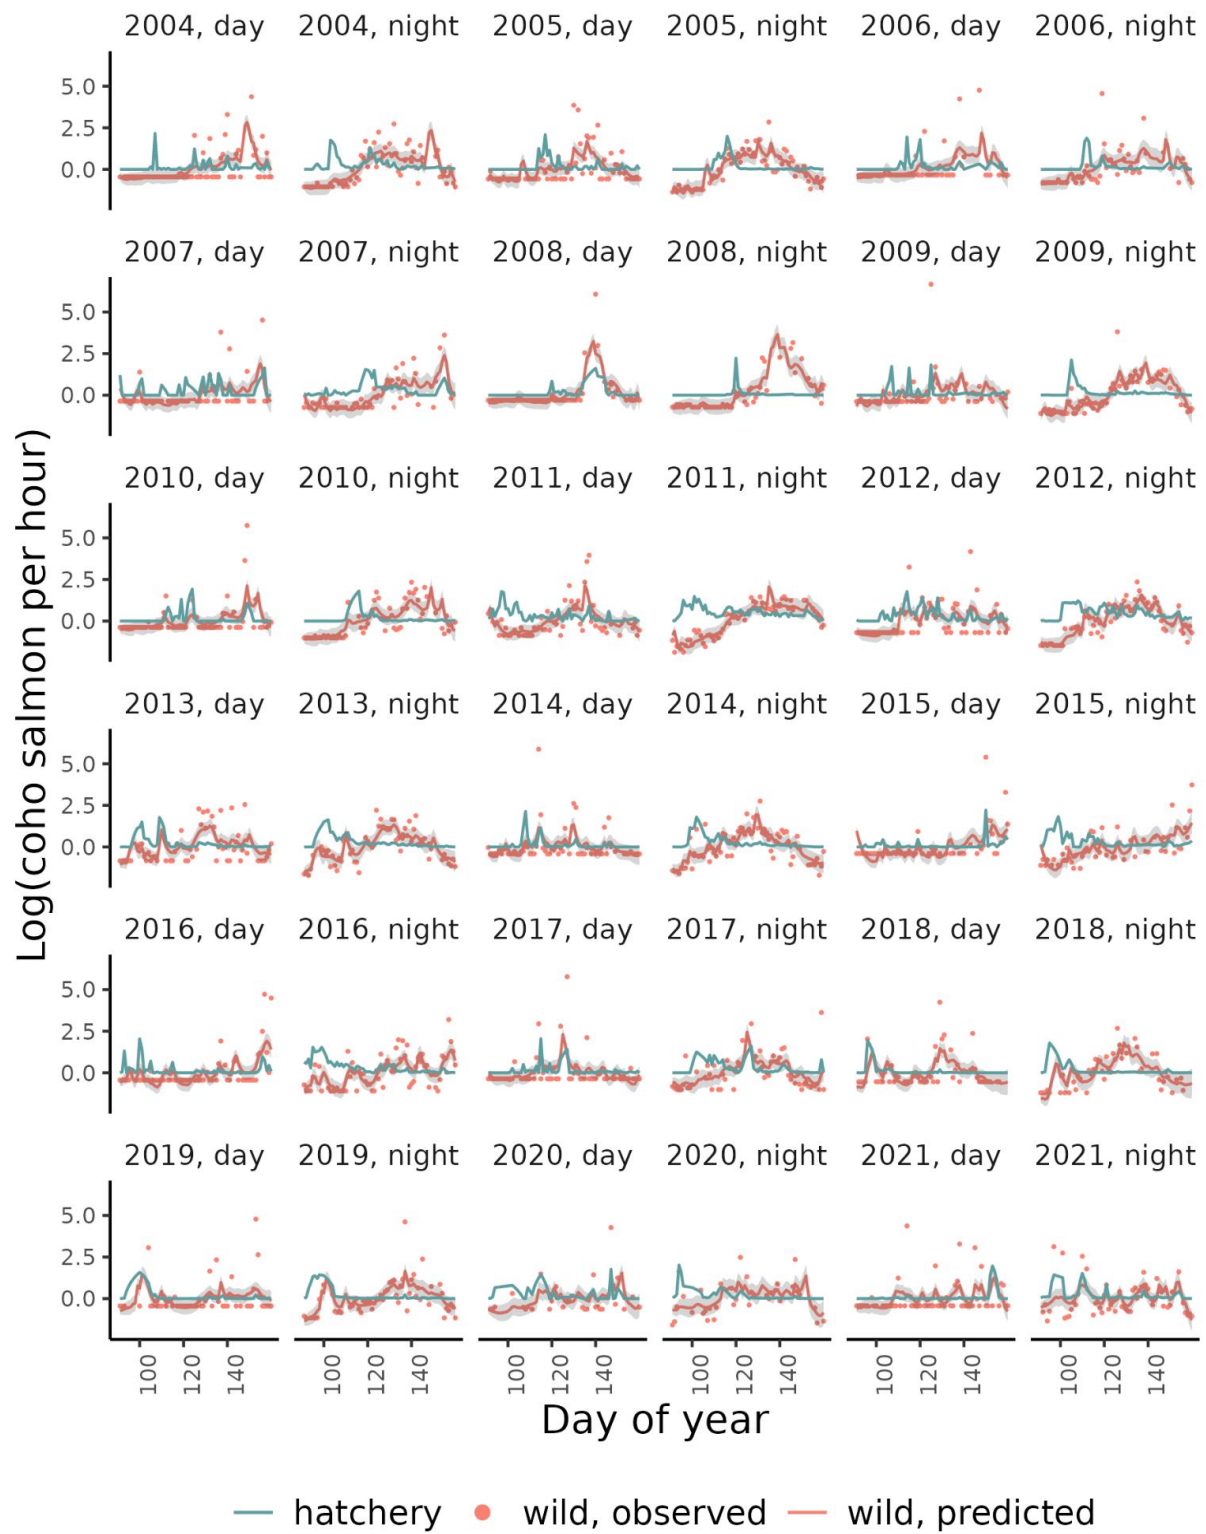 2004, day 2004, night 2005, day 2005, night 2006, day 2006, night
5.0
2.5
0.0
2007, day 2007, night 2008, day 2008, night 2009, day 2009, night
5.0
2.5
0.0
2010, day 2010, night 2011, day 2011, night 2012, day 2012, night
5.0
2.5
0.0
2013, day 2013, night 2014, day 2014, night 2015, day 2015, night
5.0
2.5
0.0
2016, day 2016, night 2017, day 2017, night 2018, day 2018, night
5.0
2.5
0.0
2019, day 2019, night 2020, day 2020, night 2021, day 2021, night
5.0
2.5
0.0
Log(coho salmon per hour)
100 120 140 100 120 140 100 120 140 100 120 140 100 120 140 100 120 140
Day of year
hatchery wild, observed wild, predicted